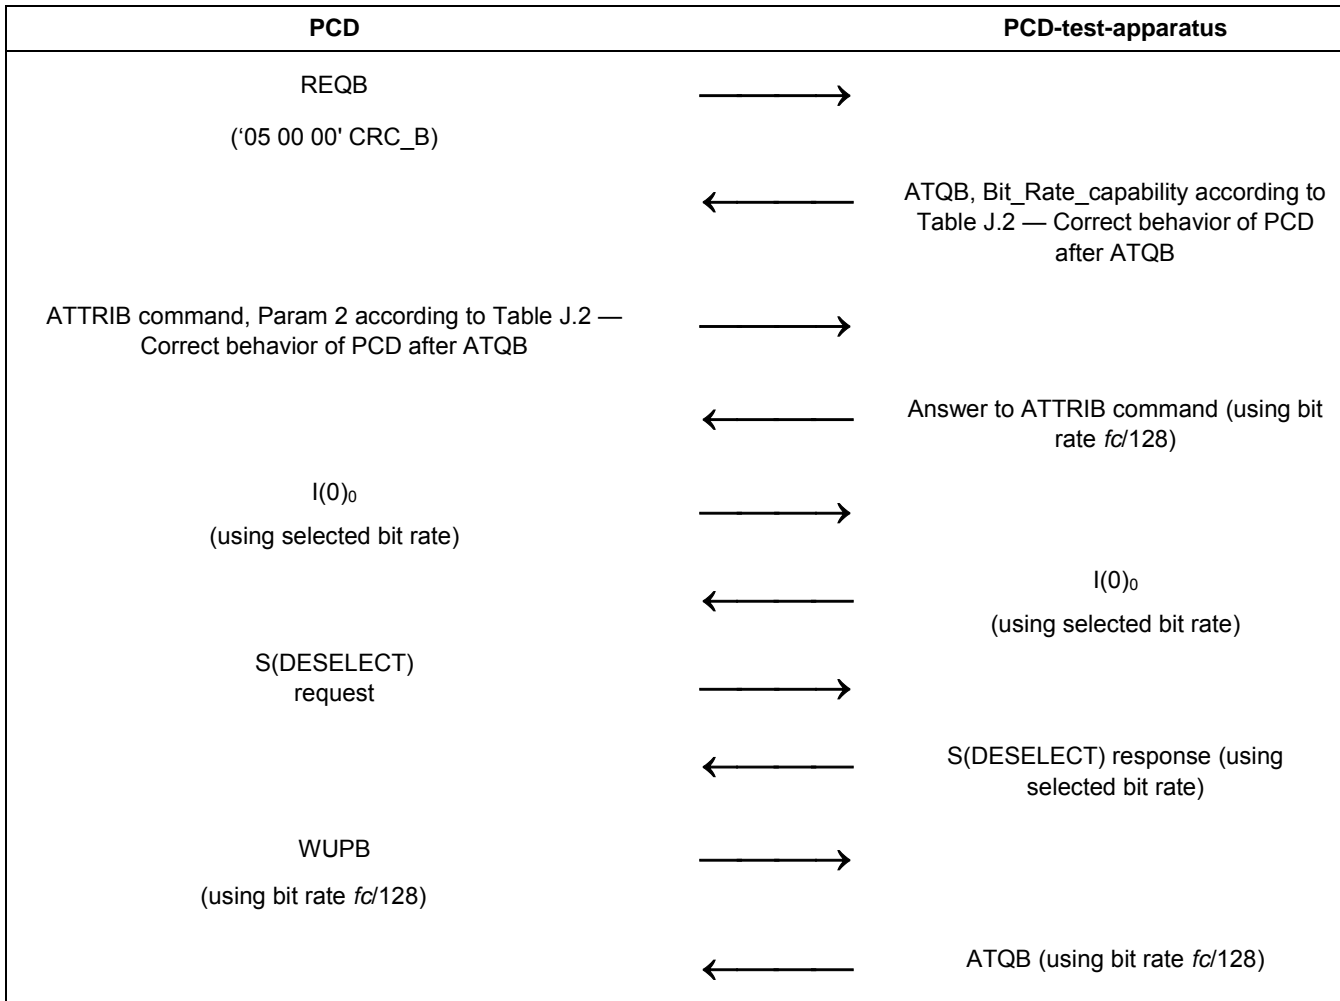 PCD
PCD-test-apparatus
REQB
(‘05 00 00' CRC_B)
ATQB, Bit_Rate_capability according to
Table J.2 — Correct behavior of PCD
after ATQB
ATTRIB command, Param 2 according to Table J.2 —
Correct behavior of PCD after ATQB
Answer to ATTRIB command (using bit
rate fc/128)
I(0)₀
(using selected bit rate)
I(0)₀
(using selected bit rate)
S(DESELECT)
request
S(DESELECT) response (using
selected bit rate)
WUPB
(using bit rate fc/128)
ATQB (using bit rate fc/128)